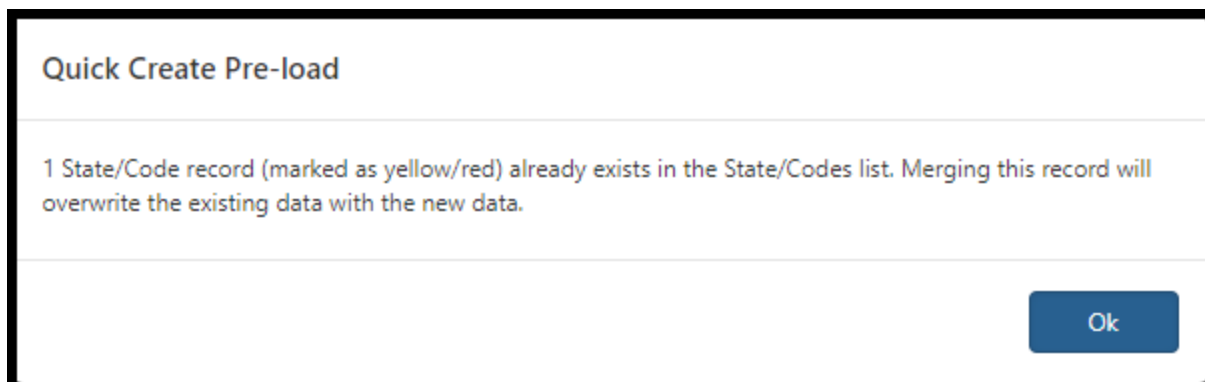 Quick Create Pre-load
1 State/Code record (marked as yellow/red) already exists in the State/Codes list. Merging this record will
overwrite the existing data with the new data.
Ok